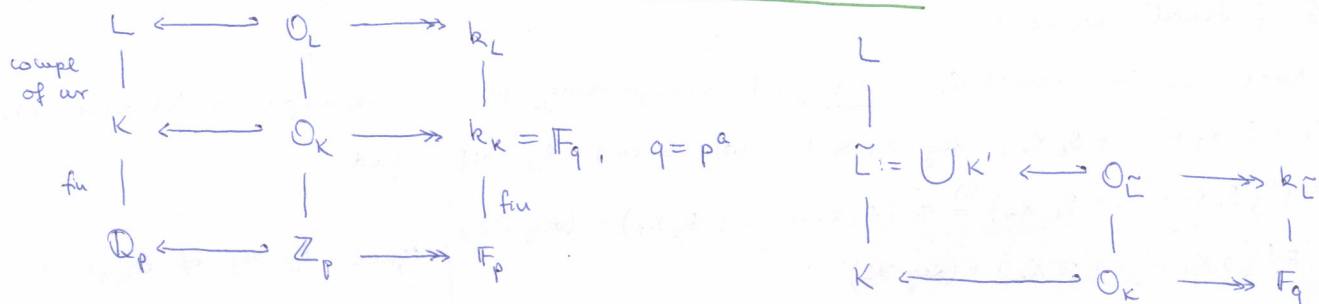 L ↩ O_L ↠ k_L
compl of ur
K ↩ O_K ↠ k_K = 𝔽_q , q = p^a
fin
fin
ℚ_p ↩ ℤ_p ↠ 𝔽_p
L
L̃ := ⋃ K' ↩ O_L̃ ↠ k_L̃
K ↩ O_K ↠ 𝔽_q